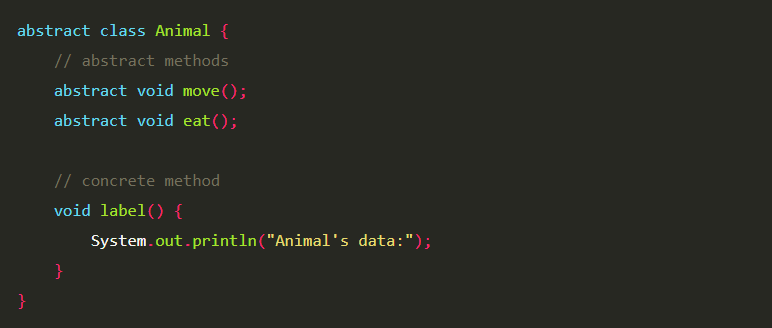 abstract class Animal {
    // abstract methods
    abstract void move();
    abstract void eat();

    // concrete method
    void label() {
        System.out.println("Animal's data:");
    }
}